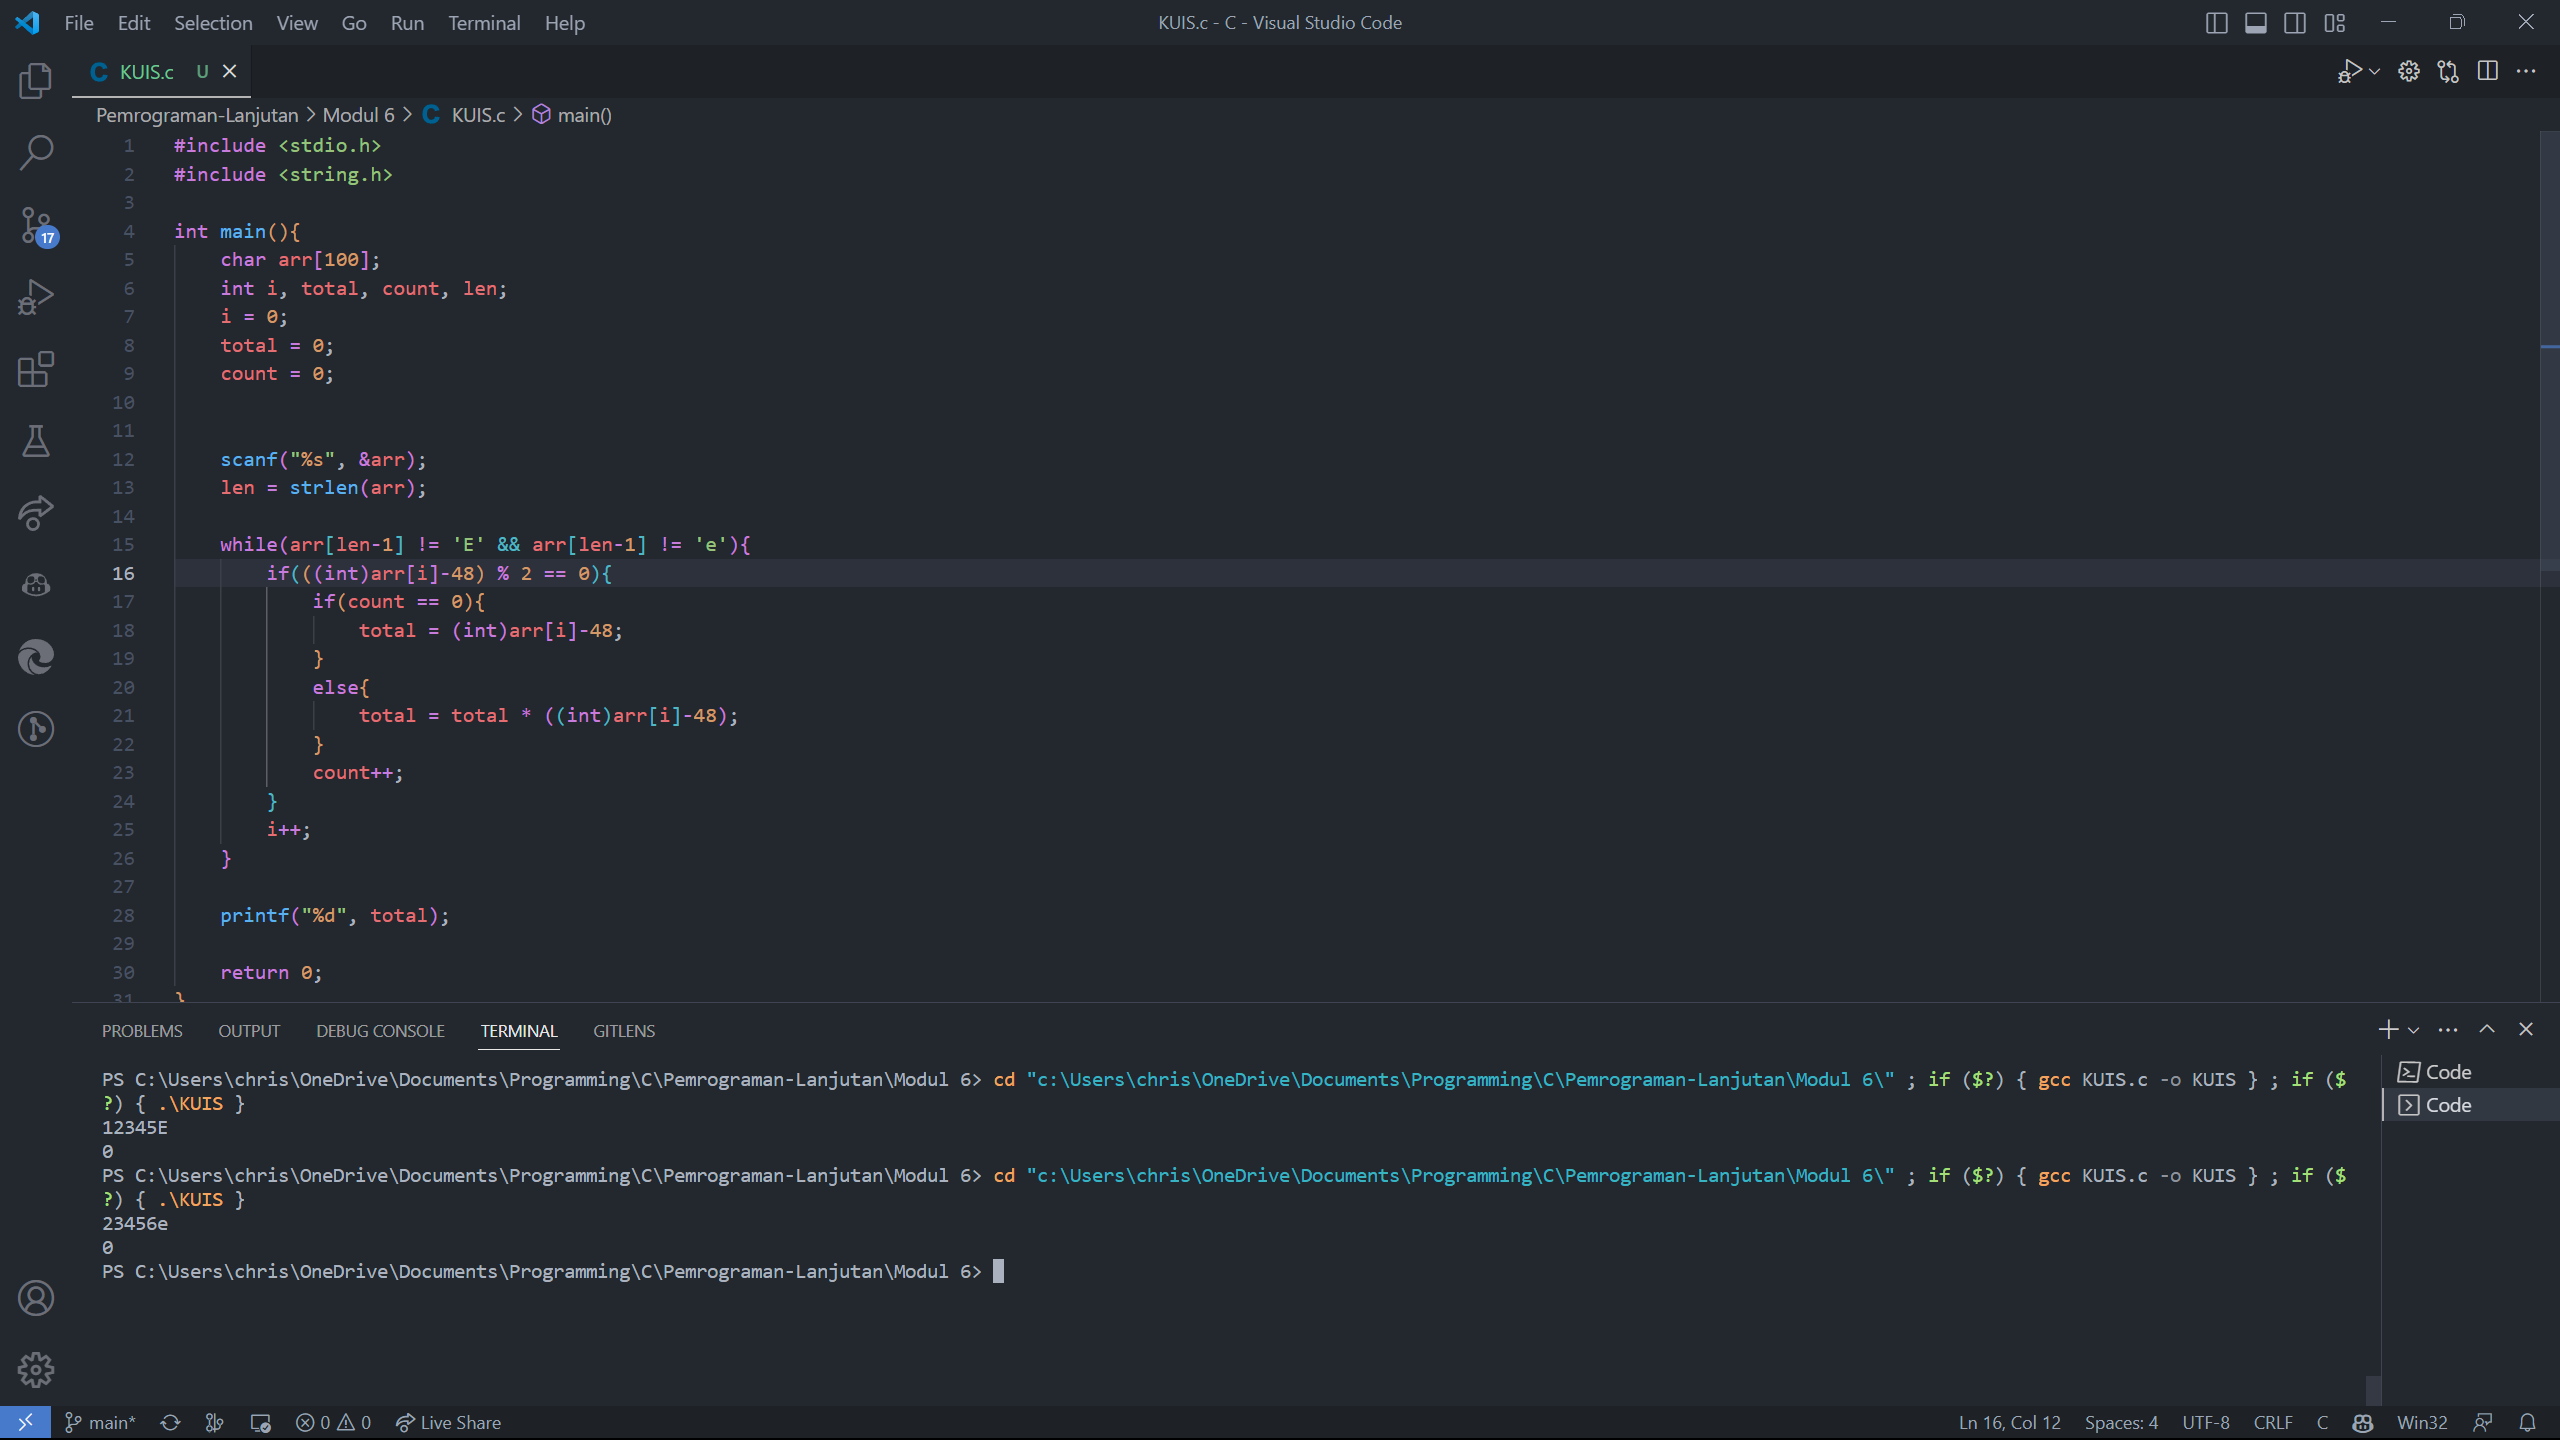 File Edit Selection View Go Run Terminal Help KUIS.c - C - Visual Studio Code
C KUIS.c U
Pemrograman-Lanjutan > Modul 6 > C KUIS.c > main()
17
1 #include <stdio.h>
2 #include <string.h>
3
4 int main(){
5     char arr[100];
6     int i, total, count, len;
7     i = 0;
8     total = 0;
9     count = 0;
10
11
12     scanf("%s", &arr);
13     len = strlen(arr);
14
15     while(arr[len-1] != 'E' && arr[len-1] != 'e'){
16         if(((int)arr[i]-48) % 2 == 0){
17             if(count == 0){
18                 total = (int)arr[i]-48;
19             }
20             else{
21                 total = total * ((int)arr[i]-48);
22             }
23             count++;
24         }
25         i++;
26     }
27
28     printf("%d", total);
29
30     return 0;
31 }
PROBLEMS OUTPUT DEBUG CONSOLE TERMINAL GITLENS
PS C:\Users\chris\OneDrive\Documents\Programming\C\Pemrograman-Lanjutan\Modul 6> cd "c:\Users\chris\OneDrive\Documents\Programming\C\Pemrograman-Lanjutan\Modul 6\" ; if ($?) { gcc KUIS.c -o KUIS } ; if ($
?) { .\KUIS }
12345E
0
PS C:\Users\chris\OneDrive\Documents\Programming\C\Pemrograman-Lanjutan\Modul 6> cd "c:\Users\chris\OneDrive\Documents\Programming\C\Pemrograman-Lanjutan\Modul 6\" ; if ($?) { gcc KUIS.c -o KUIS } ; if ($
?) { .\KUIS }
23456e
0
PS C:\Users\chris\OneDrive\Documents\Programming\C\Pemrograman-Lanjutan\Modul 6>
Code
Code
main* 0 0 Live Share Ln 16, Col 12 Spaces: 4 UTF-8 CRLF C Win32